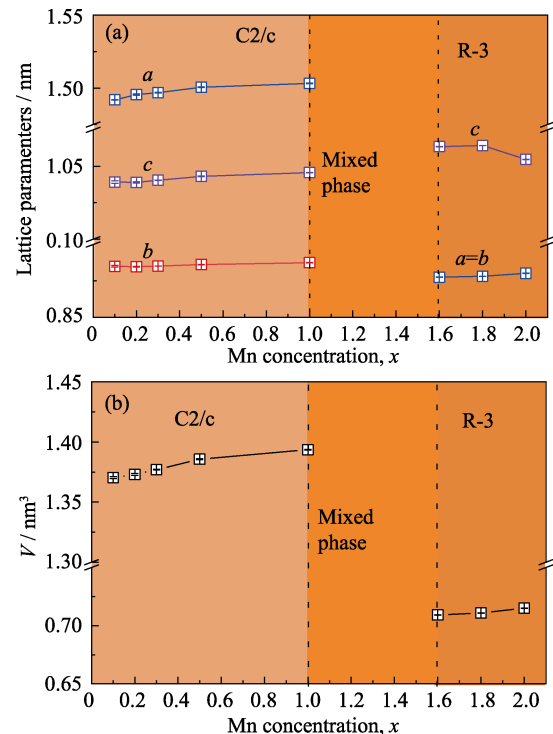 (a)
C2/c
R-3
1.55
1.50
1.05
0.10
0.85
Lattice paramenters / nm
a
c
b
Mixed
phase
c
a=b
0 0.2 0.4 0.6 0.8 1.0 1.2 1.4 1.6 1.8 2.0
Mn concentration, x
(b)
C2/c
R-3
1.45
1.40
1.35
1.30
0.70
0.65
V / nm³
Mixed
phase
0 0.2 0.4 0.6 0.8 1.0 1.2 1.4 1.6 1.8 2.0
Mn concentration, x